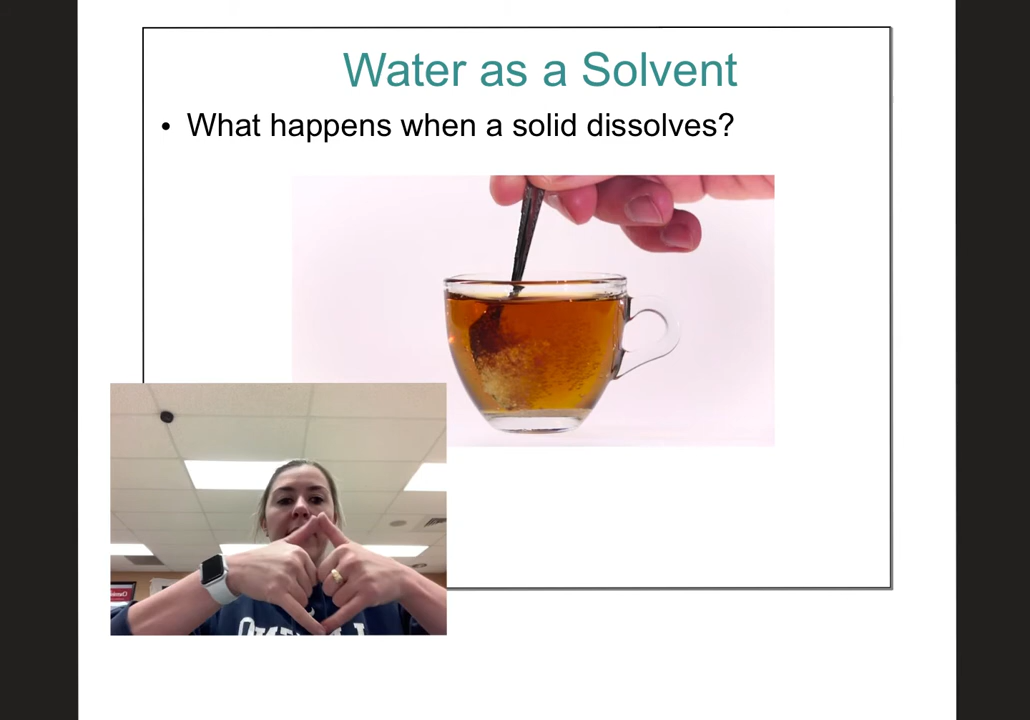 Water as a Solvent
• What happens when a solid dissolves?